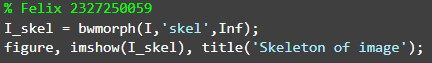 % Felix 2327250059
I_skel = bwmorph(I,'skel',Inf);
figure, imshow(I_skel), title('Skeleton of image');